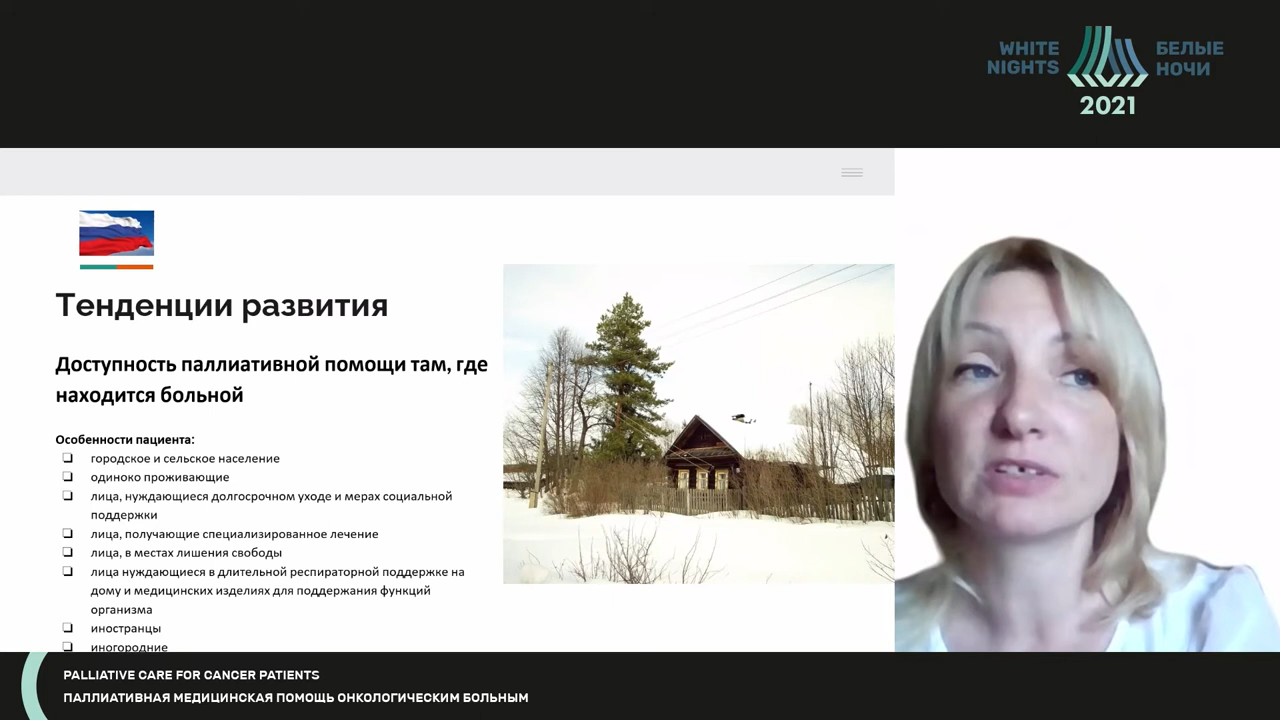 WHITE
NIGHTS
БЕЛЫЕ
НОЧИ
2021
Тенденции развития
Доступность паллиативной помощи там, где
находится больной
Особенности пациента:
городское и сельское население
одиноко проживающие
лица, нуждающиеся долгосрочном уходе и мерах социальной
поддержки
лица, получающие специализированное лечение
лица, в местах лишения свободы
лица нуждающиеся в длительной респираторной поддержке на
дому и медицинских изделиях для поддержания функций
организма
иностранцы
иногородние
PALLIATIVE CARE FOR CANCER PATIENTS
ПАЛЛИАТИВНАЯ МЕДИЦИНСКАЯ ПОМОЩЬ ОНКОЛОГИЧЕСКИМ БОЛЬНЫМ